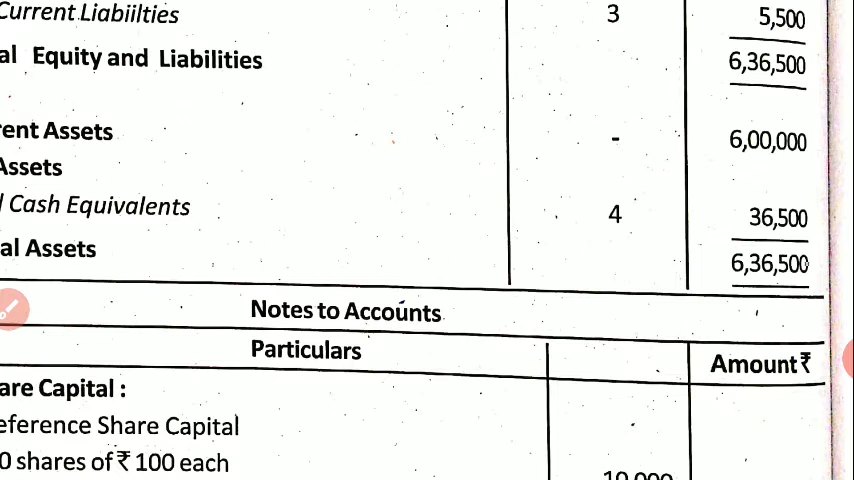 Current Liabiilties 3 5,500
al Equity and Liabilities 6,36,500
rent Assets - 6,00,000
Assets
l Cash Equivalents 4 36,500
al Assets 6,36,500
Notes to Accounts
Particulars Amount ₹
are Capital :
eference Share Capital
0 shares of ₹ 100 each
10,000